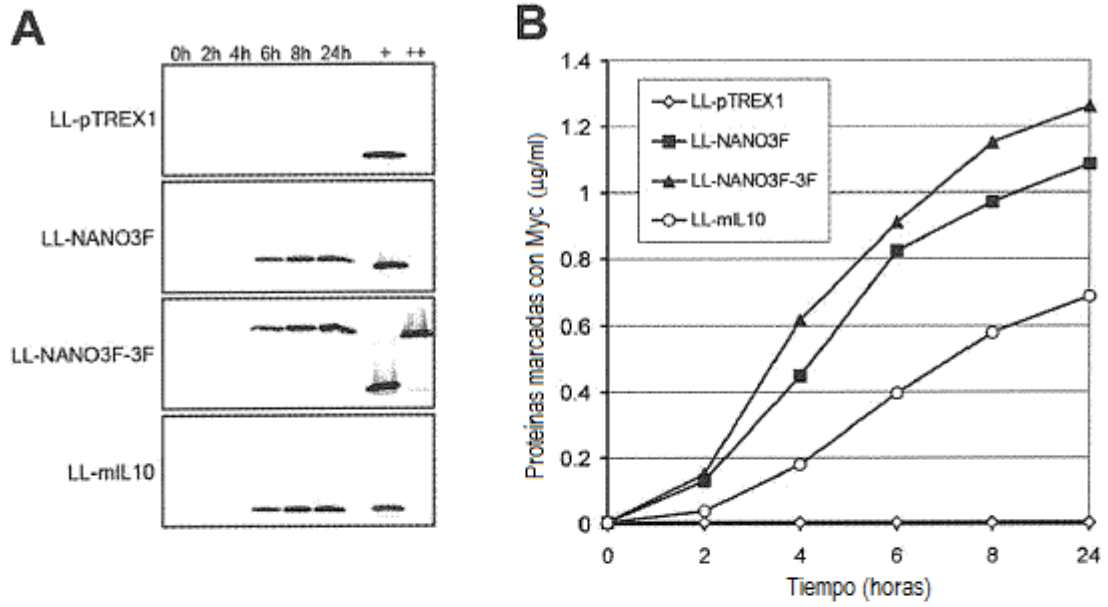 A
0h 2h 4h 6h 8h 24h + ++
LL-pTREX1
LL-NANO3F
LL-NANO3F-3F
LL-mIL10
B
Proteínas marcadas con Myc (µg/ml)
1.4
1.2
1
0.8
0.6
0.4
0.2
0
LL-pTREX1
LL-NANO3F
LL-NANO3F-3F
LL-mIL10
0 2 4 6 8 24
Tiempo (horas)